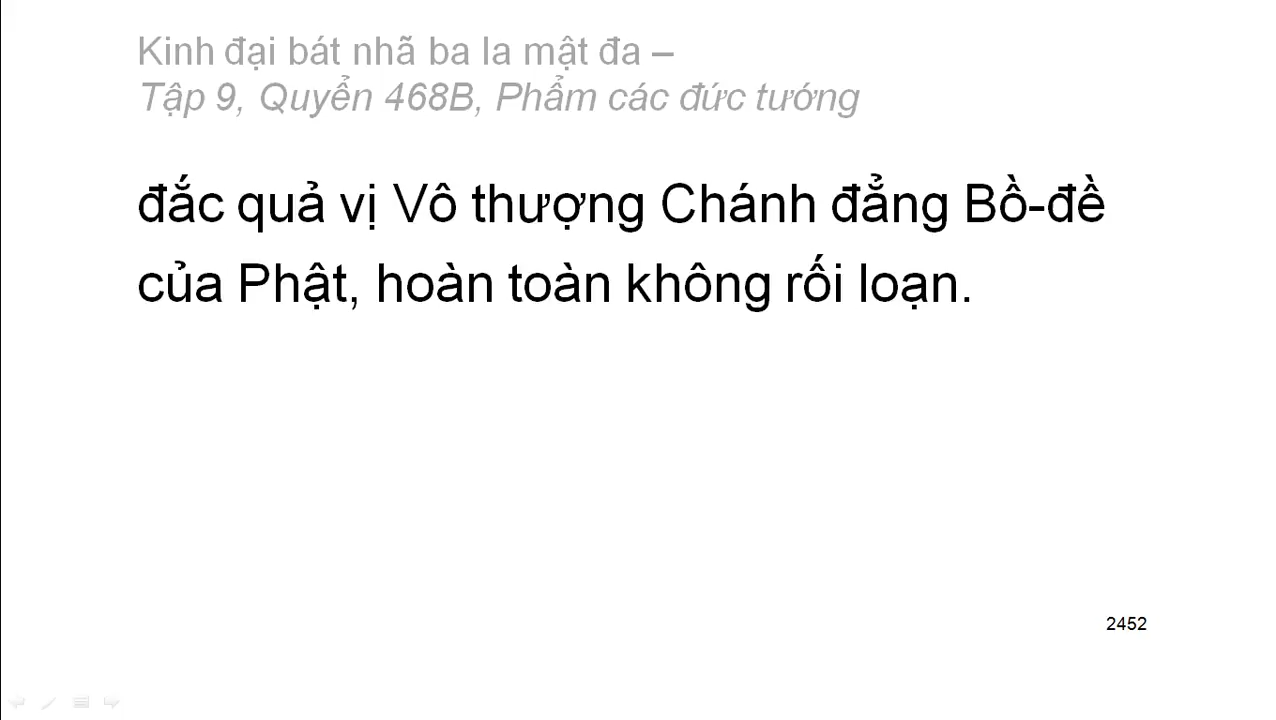 Kinh đại bát nhã ba la mật đa –
Tập 9, Quyển 468B, Phẩm các đức tướng
đắc quả vị Vô thượng Chánh đẳng Bồ-đề
của Phật, hoàn toàn không rối loạn.
2452